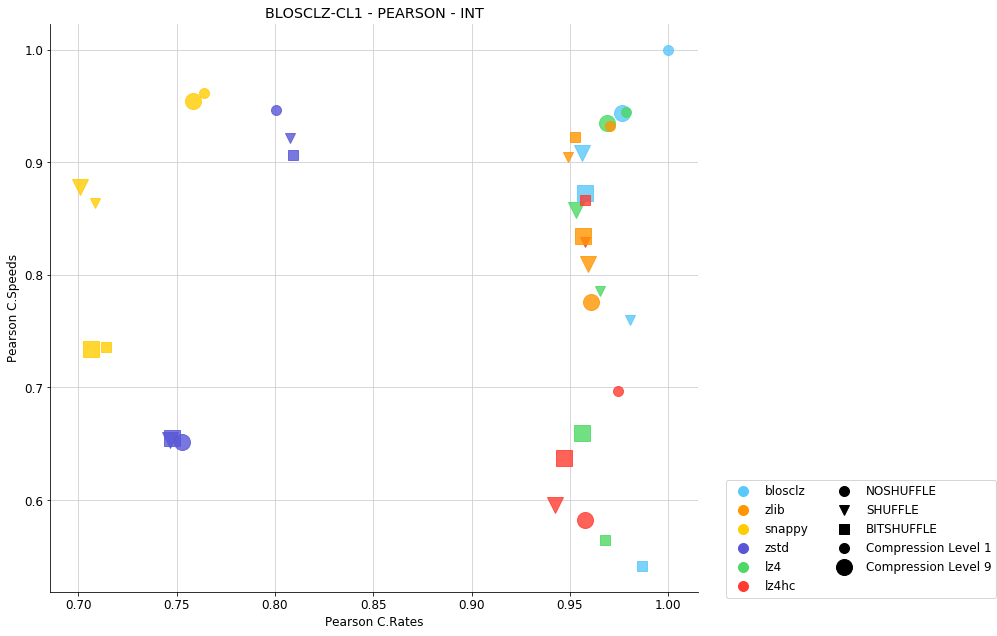 BLOSCLZ-CL1 - PEARSON - INT
1.0
0.9
0.8
0.7
0.6
Pearson C.Speeds
0.70 0.75 0.80 0.85 0.90 0.95 1.00
Pearson C.Rates
blosclz NOSHUFFLE
zlib SHUFFLE
snappy BITSHUFFLE
zstd Compression Level 1
lz4 Compression Level 9
lz4hc